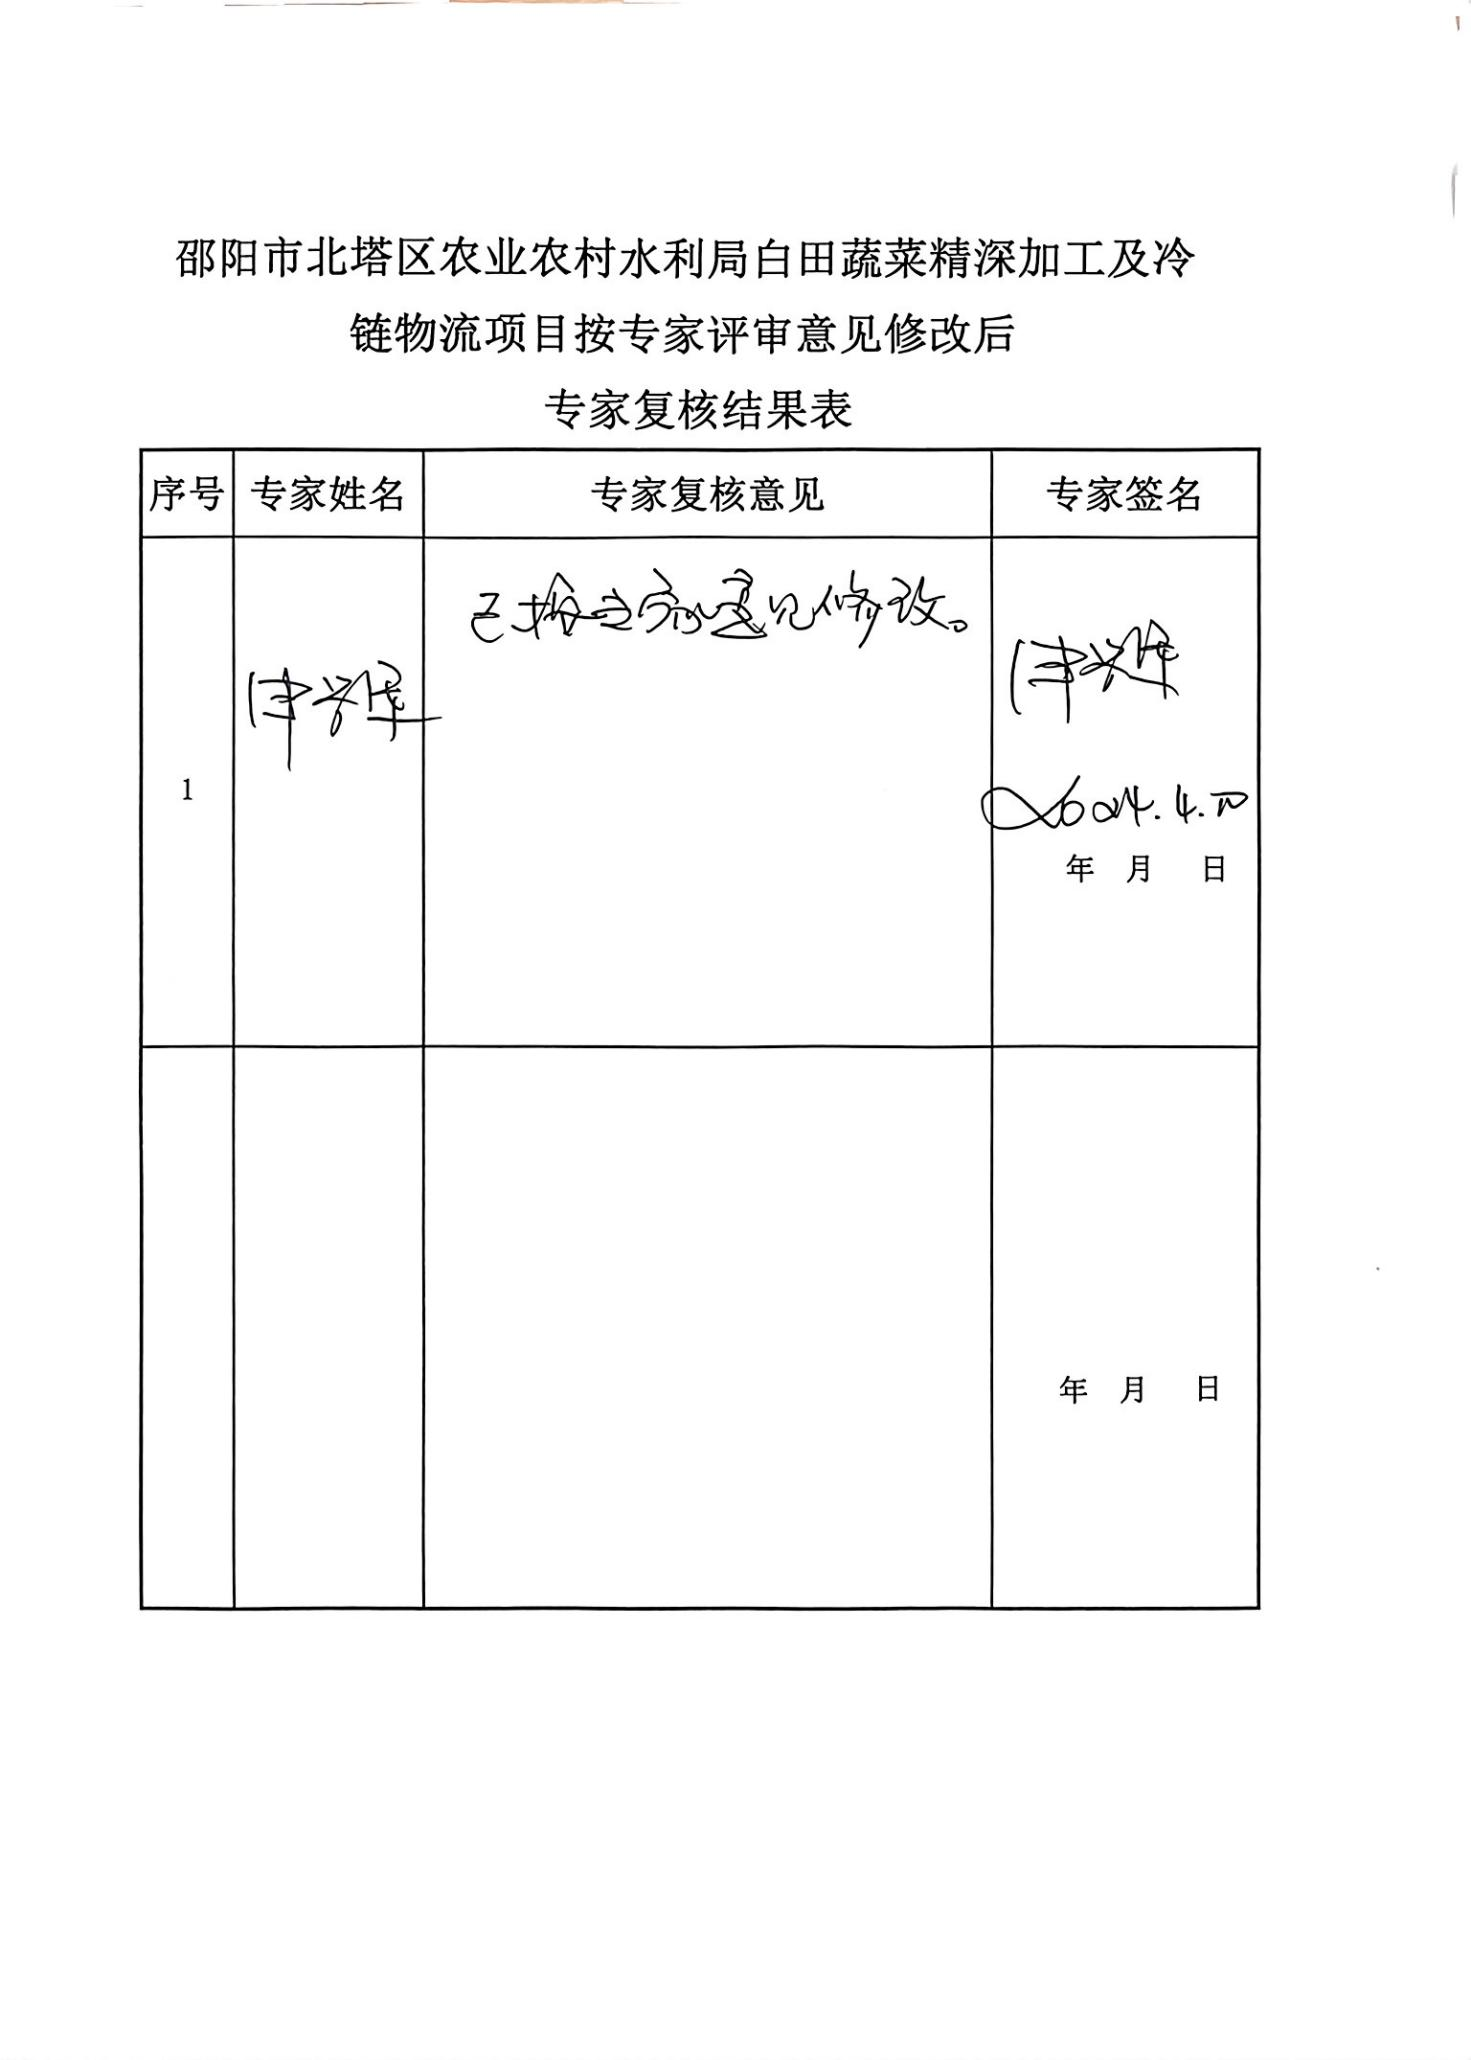 邵阳市北塔区农业农村水利局白田蔬菜精深加工及冷
链物流项目按专家评审意见修改后
专家复核结果表
序号 专家姓名 专家复核意见 专家签名
已按专家意见修改。
1
2024.4.
年 月 日
年 月 日